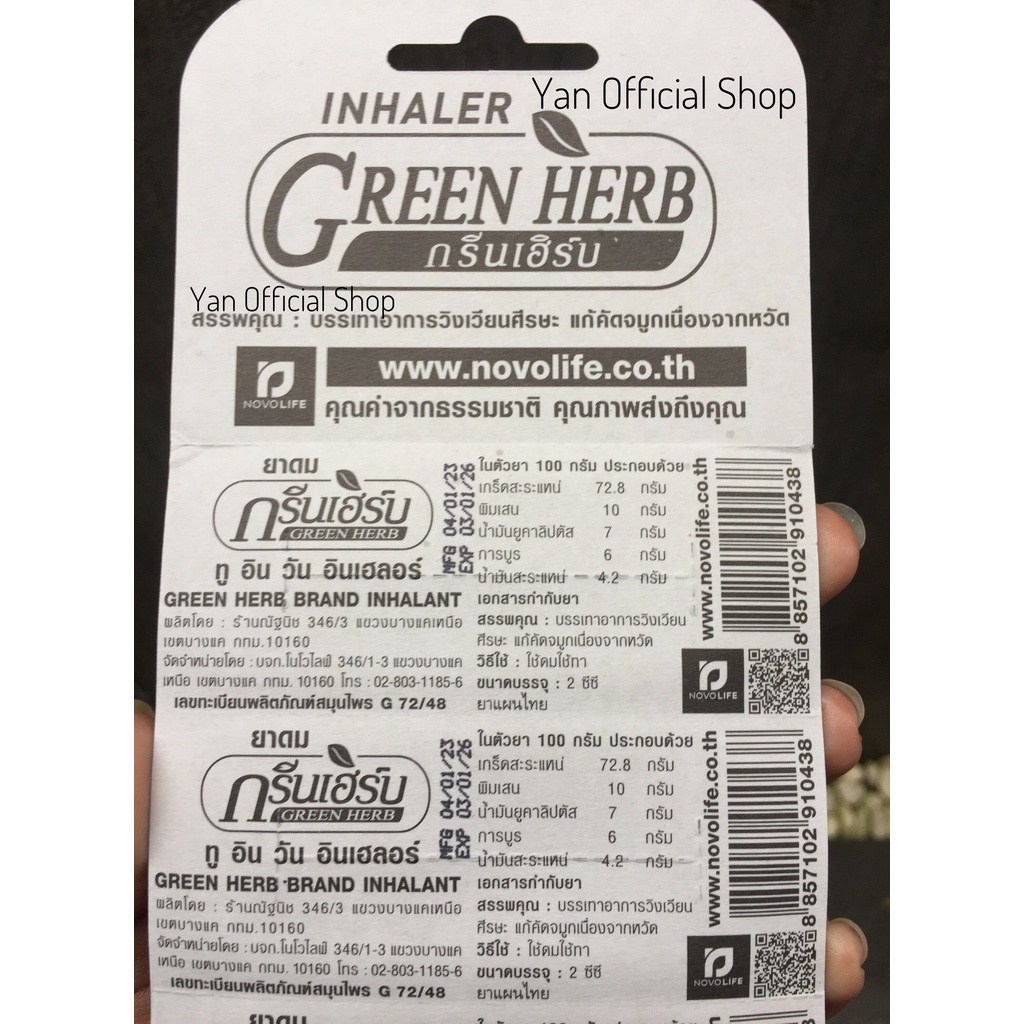 INHALER
Yan Official Shop
GREEN HERB
กรีนเฮิร์บ
Yan Official Shop
สรรพคุณ : บรรเทาอาการวิงเวียนศีรษะ แก้คัดจมูกเนื่องจากหวัด
NOVOLIFE
www.novolife.co.th
คุณค่าจากธรรมชาติ คุณภาพส่งถึงคุณ
ยาดม
กรีนเฮิร์บ
GREEN HERB
ทู อิน วัน อินเฮลอร์
GREEN HERB BRAND INHALANT
ผลิตโดย : ร้านณัฐนิช 346/3 แขวงบางแคเหนือ
เขตบางแค กทม.10160
จัดจำหน่ายโดย : บจก.โนโวไลฟ์ 346/1-3 แขวงบางแค
เหนือ เขตบางแค กทม. 10160 โทร : 02-803-1185-6
เลขทะเบียนผลิตภัณฑ์สมุนไพร G 72/48
MFG 04/01/23
EXP 03/01/26
ในตัวยา 100 กรัม ประกอบด้วย
เกร็ดสะระแหน่ 72.8 กรัม
พิมเสน 10 กรัม
น้ำมันยูคาลิปตัส 7 กรัม
การบูร 6 กรัม
น้ำมันสะระแหน่ 4.2 กรัม
เอกสารกำกับยา
สรรพคุณ : บรรเทาอาการวิงเวียน
ศีรษะ แก้คัดจมูกเนื่องจากหวัด
วิธีใช้ : ใช้ดมใช้ทา
ขนาดบรรจุ : 2 ซีซี
ยาแผนไทย
www.novolife.co.th
8 857102 910438
NOVOLIFE
ยาดม
กรีนเฮิร์บ
GREEN HERB
ทู อิน วัน อินเฮลอร์
GREEN HERB BRAND INHALANT
ผลิตโดย : ร้านณัฐนิช 346/3 แขวงบางแคเหนือ
เขตบางแค กทม.10160
จัดจำหน่ายโดย : บจก.โนโวไลฟ์ 346/1-3 แขวงบางแค
เหนือ เขตบางแค กทม. 10160 โทร : 02-803-1185-6
เลขทะเบียนผลิตภัณฑ์สมุนไพร G 72/48
MFG 04/01/23
EXP 03/01/26
ในตัวยา 100 กรัม ประกอบด้วย
เกร็ดสะระแหน่ 72.8 กรัม
พิมเสน 10 กรัม
น้ำมันยูคาลิปตัส 7 กรัม
การบูร 6 กรัม
น้ำมันสะระแหน่ 4.2 กรัม
เอกสารกำกับยา
สรรพคุณ : บรรเทาอาการวิงเวียน
ศีรษะ แก้คัดจมูกเนื่องจากหวัด
วิธีใช้ : ใช้ดมใช้ทา
ขนาดบรรจุ : 2 ซีซี
ยาแผนไทย
www.novolife.co.th
8 857102 910438
NOVOLIFE
ยาดม